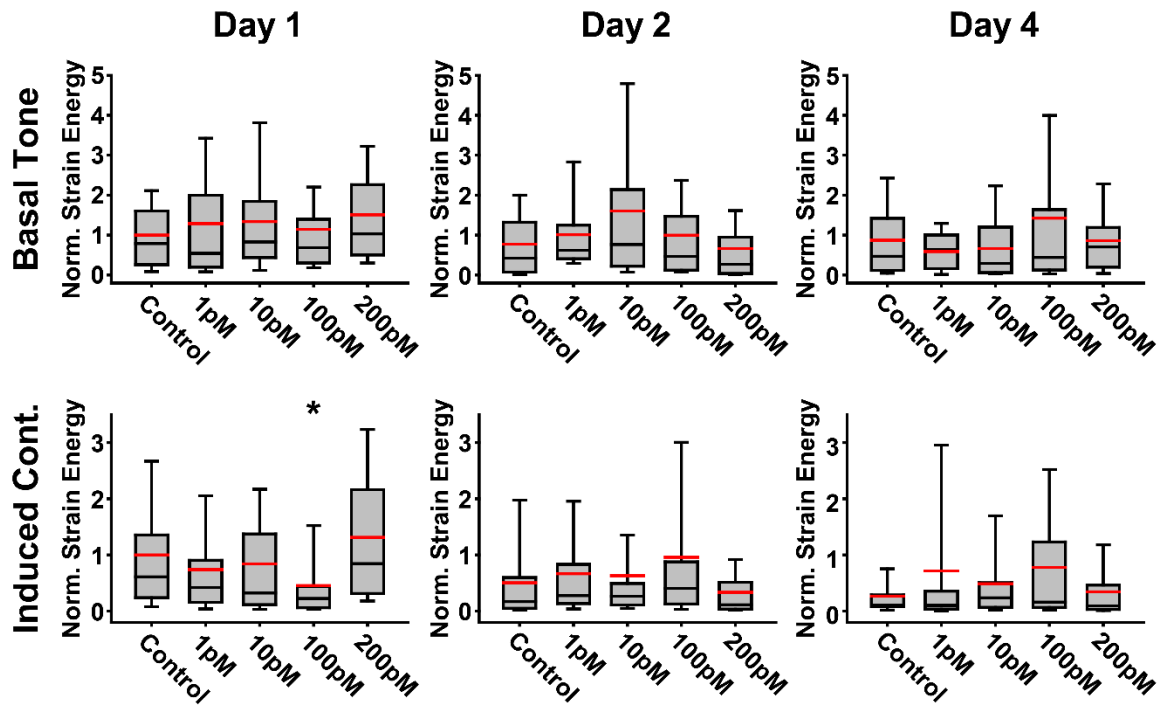 Day 1
Day 2
Day 4
Basal Tone
Norm. Strain Energy
5
4
3
2
1
0
Control
1pM
10pM
100pM
200pM
Norm. Strain Energy
5
4
3
2
1
0
Control
1pM
10pM
100pM
200pM
Norm. Strain Energy
5
4
3
2
1
0
Control
1pM
10pM
100pM
200pM
Induced Cont.
Norm. Strain Energy
3
2
1
0
*
Control
1pM
10pM
100pM
200pM
Norm. Strain Energy
3
2
1
0
Control
1pM
10pM
100pM
200pM
Norm. Strain Energy
3
2
1
0
Control
1pM
10pM
100pM
200pM